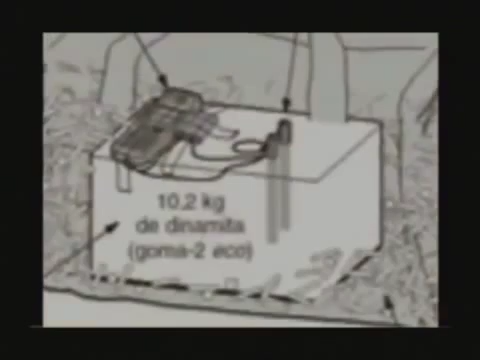 10,2 kg
de dinamita
(goma-2 eco)